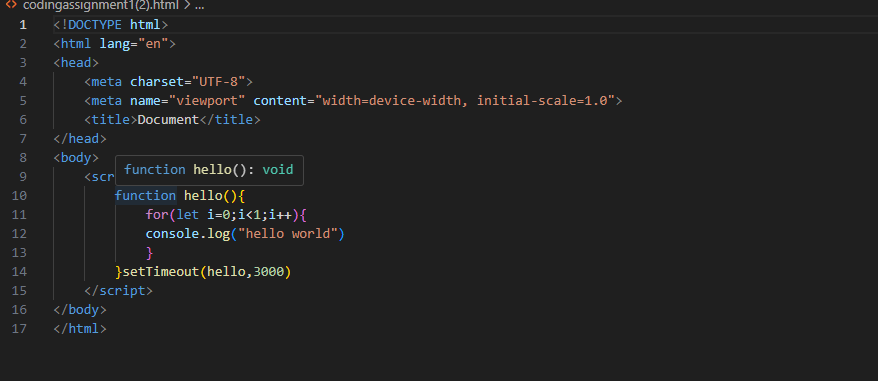 <> codingassignment1(2).html > ...
1 <!DOCTYPE html>
2 <html lang="en">
3 <head>
4     <meta charset="UTF-8">
5     <meta name="viewport" content="width=device-width, initial-scale=1.0">
6     <title>Document</title>
7 </head>
8 <body>
function hello(): void
9     <scr
10         function hello(){
11             for(let i=0;i<1;i++){
12             console.log("hello world")
13             }
14         }setTimeout(hello,3000)
15     </script>
16 </body>
17 </html>